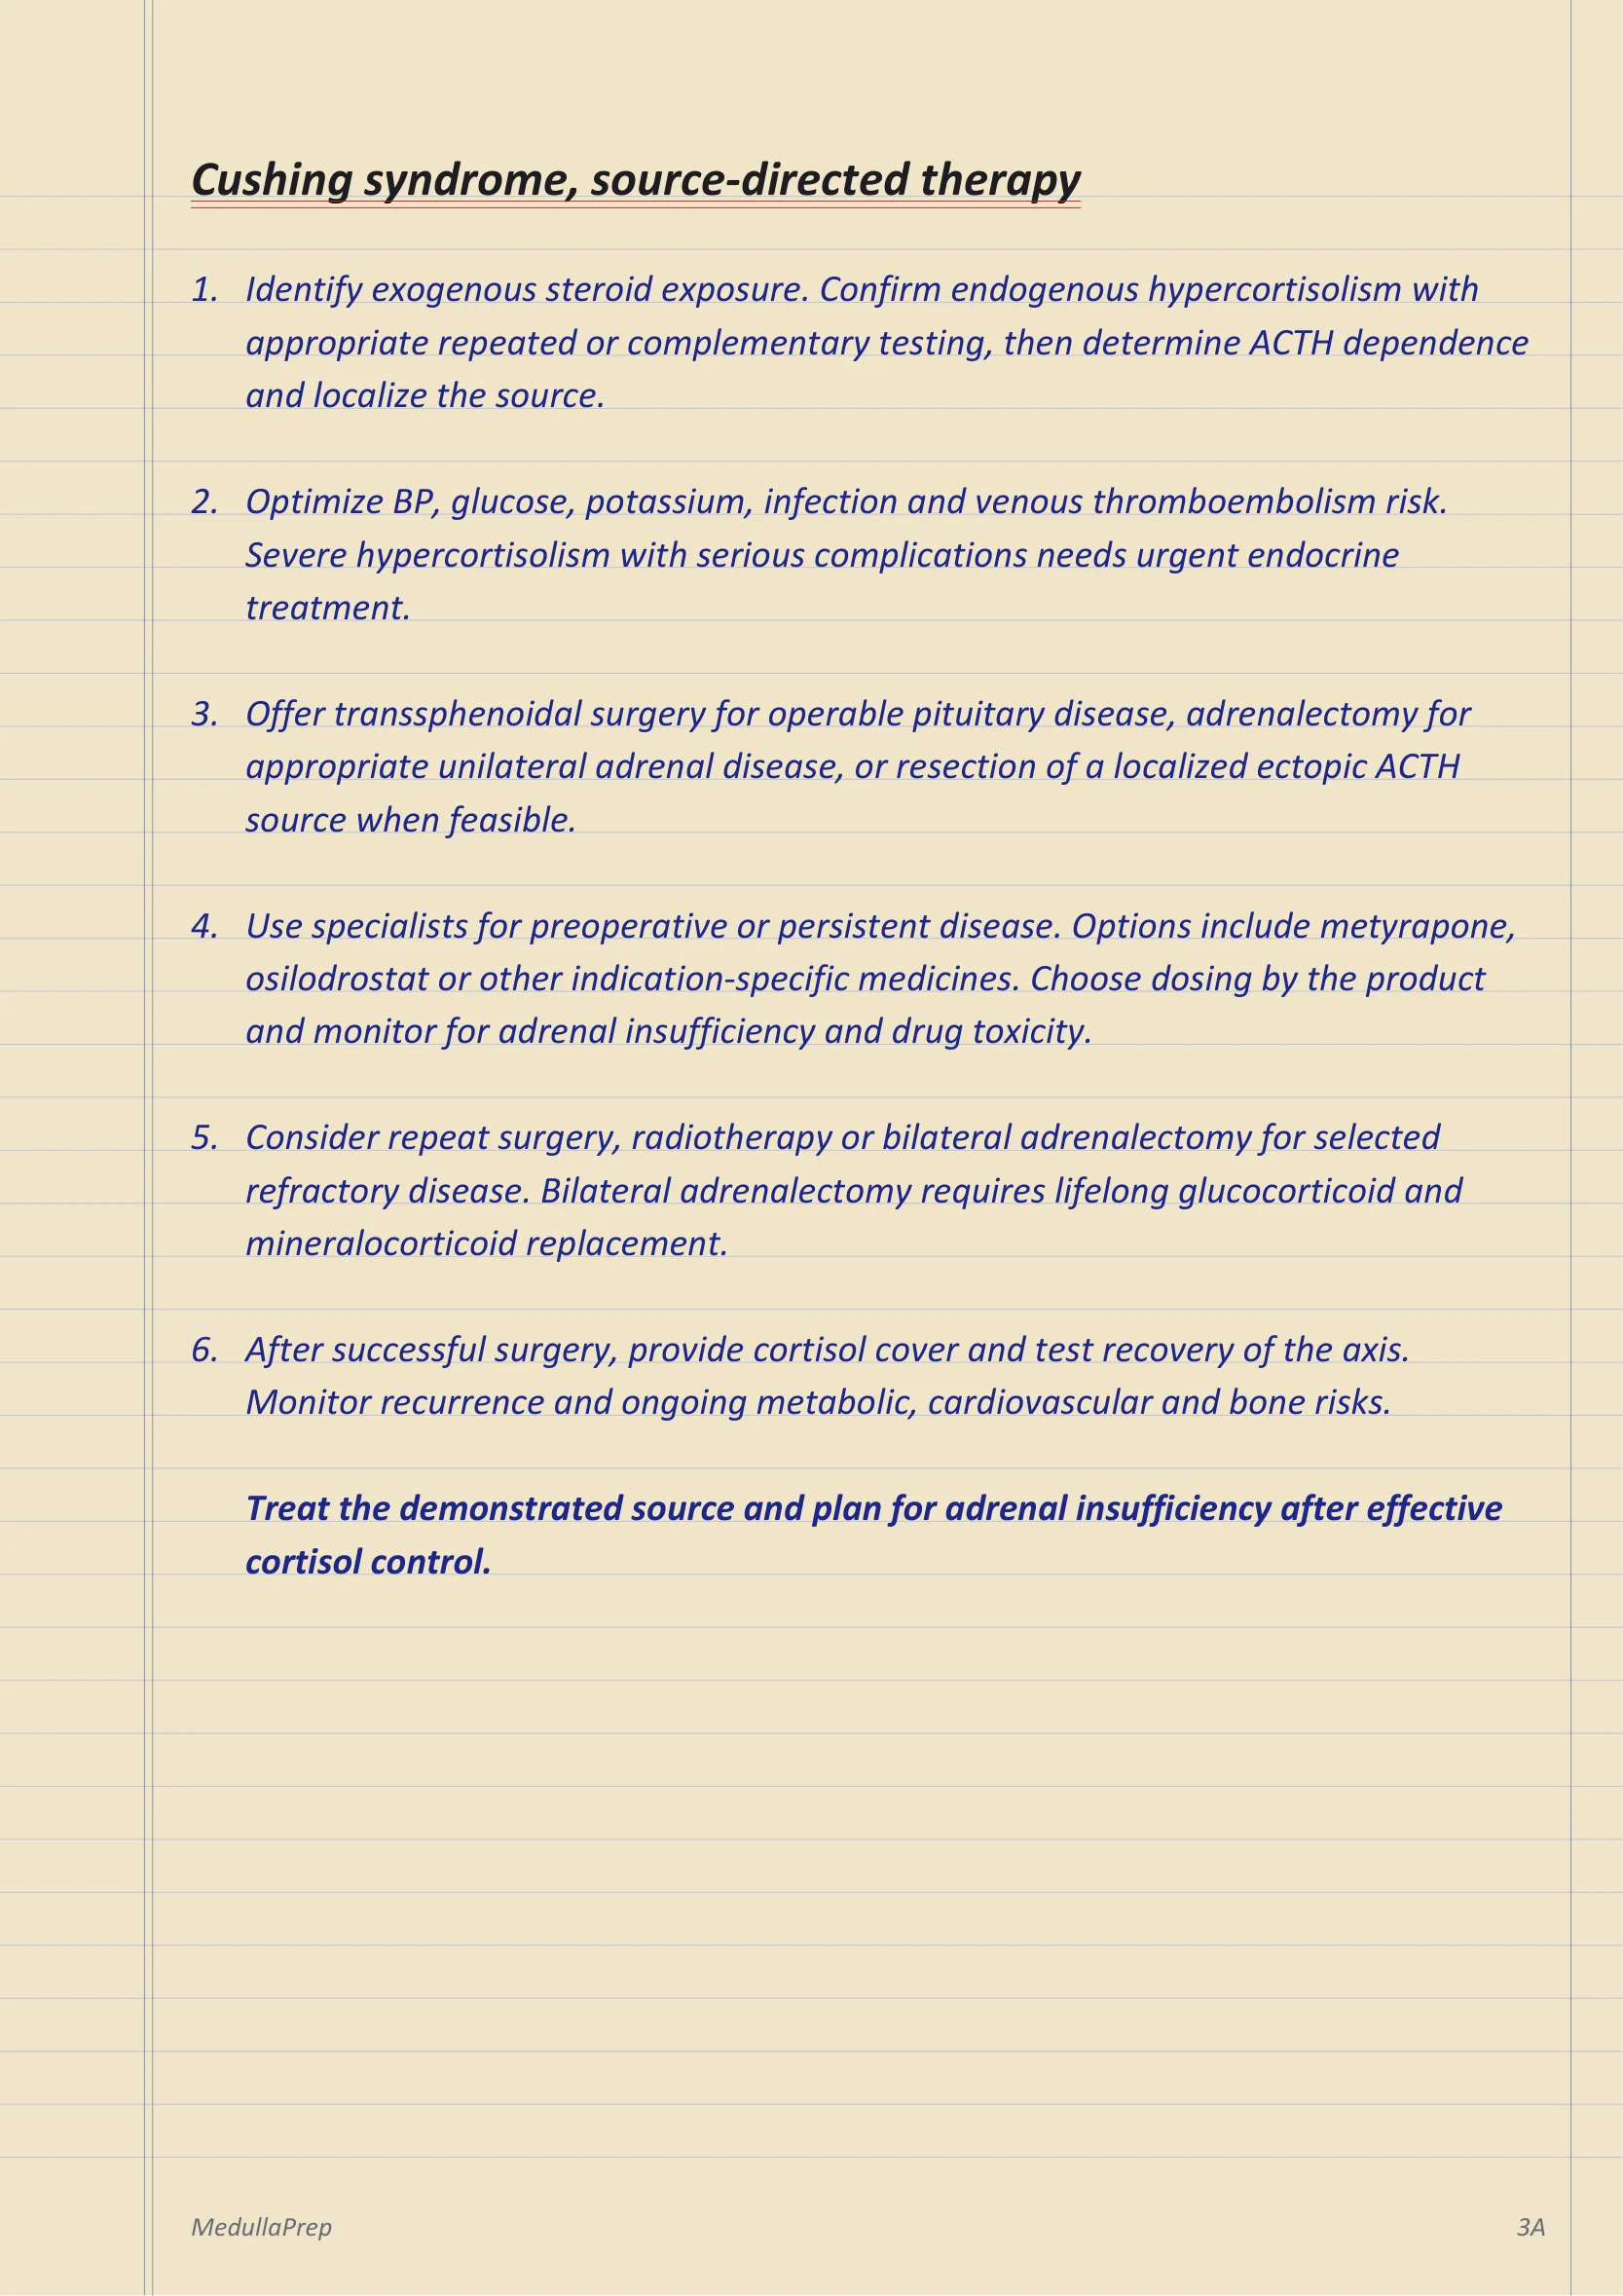 Cushing syndrome, source-directed therapy
1. Identify exogenous steroid exposure. Confirm endogenous hypercortisolism with
appropriate repeated or complementary testing, then determine ACTH dependence
and localize the source.
2. Optimize BP, glucose, potassium, infection and venous thromboembolism risk.
Severe hypercortisolism with serious complications needs urgent endocrine
treatment.
3. Offer transsphenoidal surgery for operable pituitary disease, adrenalectomy for
appropriate unilateral adrenal disease, or resection of a localized ectopic ACTH
source when feasible.
4. Use specialists for preoperative or persistent disease. Options include metyrapone,
osilodrostat or other indication-specific medicines. Choose dosing by the product
and monitor for adrenal insufficiency and drug toxicity.
5. Consider repeat surgery, radiotherapy or bilateral adrenalectomy for selected
refractory disease. Bilateral adrenalectomy requires lifelong glucocorticoid and
mineralocorticoid replacement.
6. After successful surgery, provide cortisol cover and test recovery of the axis.
Monitor recurrence and ongoing metabolic, cardiovascular and bone risks.
Treat the demonstrated source and plan for adrenal insufficiency after effective
cortisol control.
MedullaPrep
3A